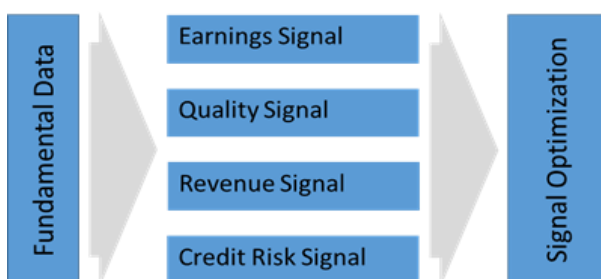 Fundamental Data
Earnings Signal
Quality Signal
Revenue Signal
Credit Risk Signal
Signal Optimization